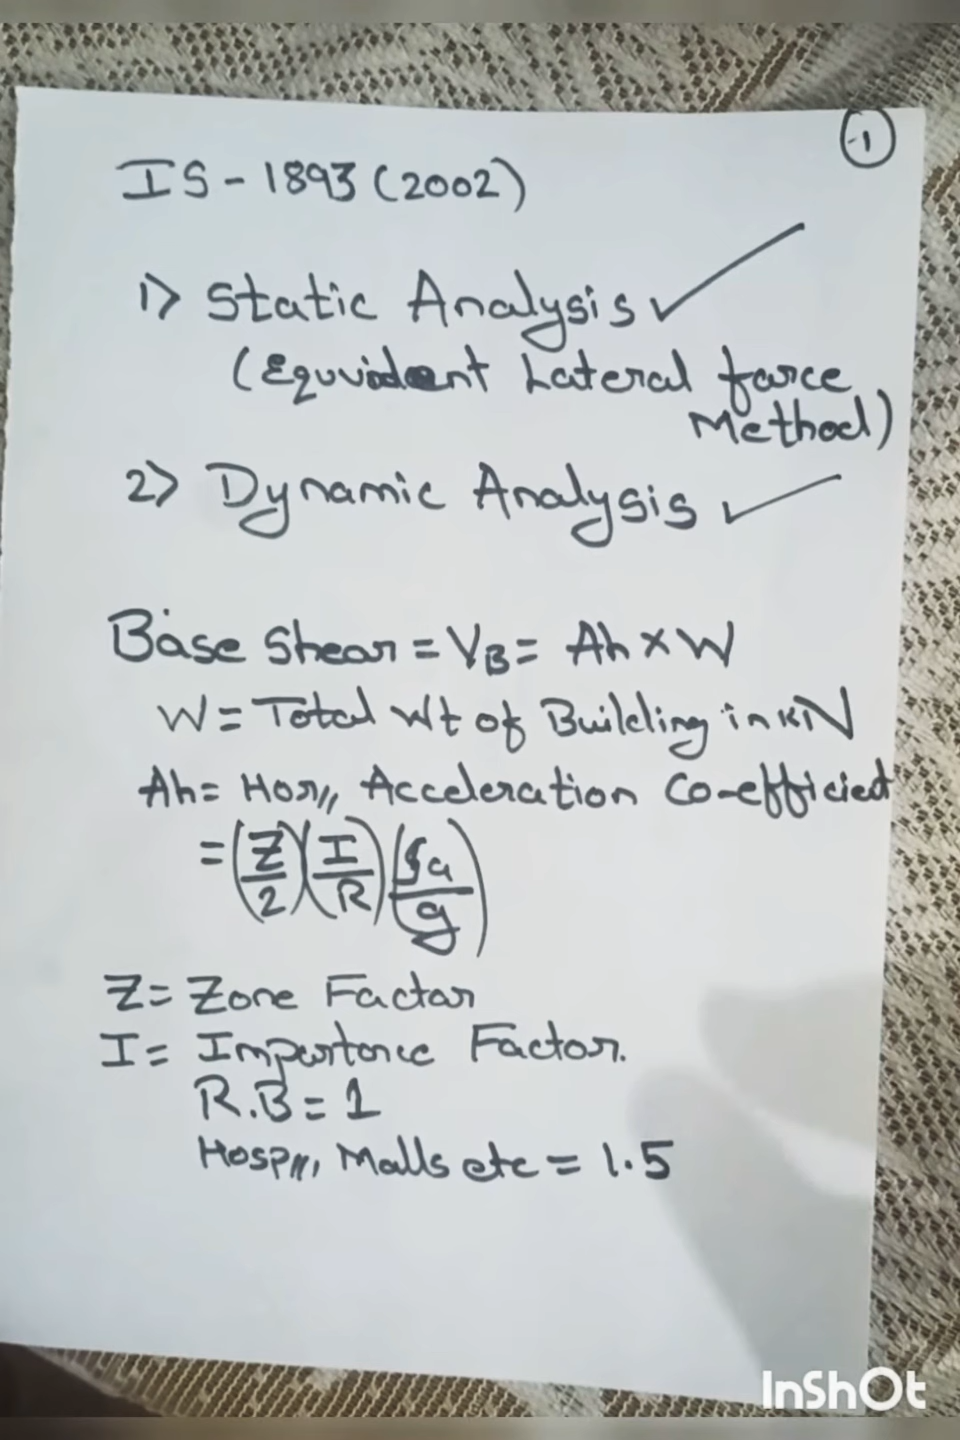 1
IS - 1893 (2002)
1) Static Analysis ✓
(Equivalent Lateral force
Method)
2) Dynamic Analysis ✓
Base Shear = VB = Ah × W
W = Total Wt of Building in kN
Ah = Hor// Acceleration Co-efficient
= (Z/2) (I/R) (Sa/g)
Z = Zone Factor
I = Importance Factor.
R.B = 1
Hosp//, Malls etc = 1.5
InShOt